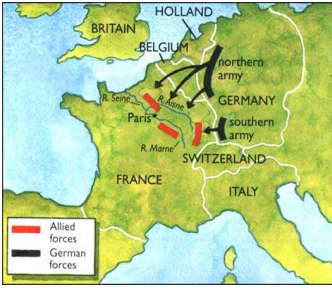 HOLLAND
BRITAIN
BELGIUM
northern
army
R. Seine
R. Aisne
GERMANY
Paris
southern
army
R. Marne
SWITZERLAND
FRANCE
ITALY
Allied
forces
German
forces